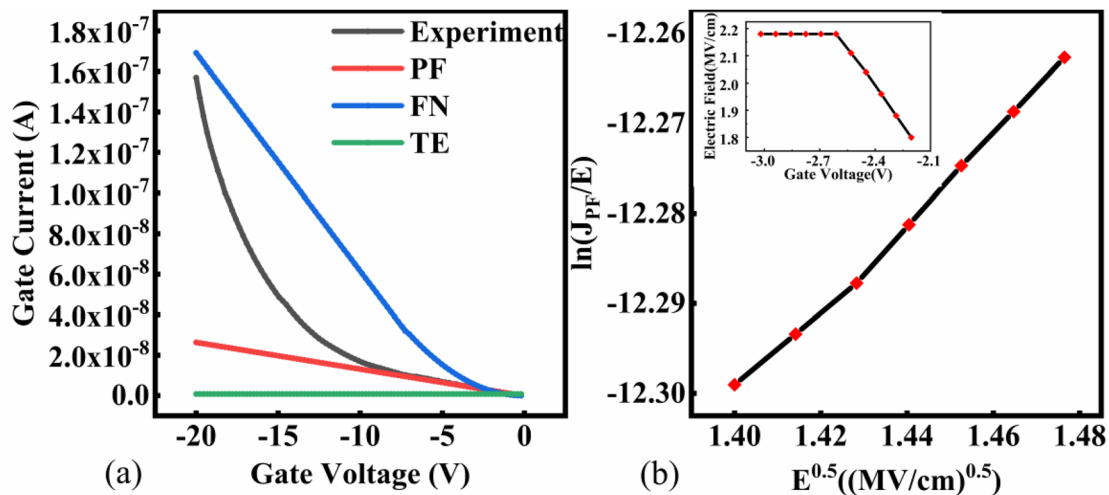 1.8x10⁻⁷
1.6x10⁻⁷
1.4x10⁻⁷
1.2x10⁻⁷
1.0x10⁻⁷
8.0x10⁻⁸
6.0x10⁻⁸
4.0x10⁻⁸
2.0x10⁻⁸
0.0
Gate Current (A)
Experiment
PF
FN
TE
-20 -15 -10 -5 0
(a) Gate Voltage (V)
-12.26
-12.27
-12.28
-12.29
-12.30
ln(J_PF/E)
2.2
2.1
2.0
1.9
1.8
Electric Field(MV/cm)
-3.0 -2.7 -2.4 -2.1
Gate Voltage(V)
1.40 1.42 1.44 1.46 1.48
(b) E⁰·⁵((MV/cm)⁰·⁵)